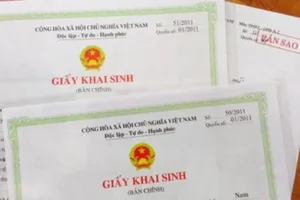 CỘNG HÒA XÃ HỘI CHỦ NGHĨA VIỆT NAM
Độc lập - Tự do - Hạnh phúc
Số: 51/2011
Quyển số: 01/2011
GIẤY KHAI SINH
(BẢN CHÍNH)
BẢN SAO
CỘNG HÒA XÃ HỘI CHỦ NGHĨA VIỆT NAM
Độc lập - Tự do - Hạnh phúc
Số: 50/2011
Quyển số: 01/2011
GIẤY KHAI SINH
(BẢN CHÍNH)